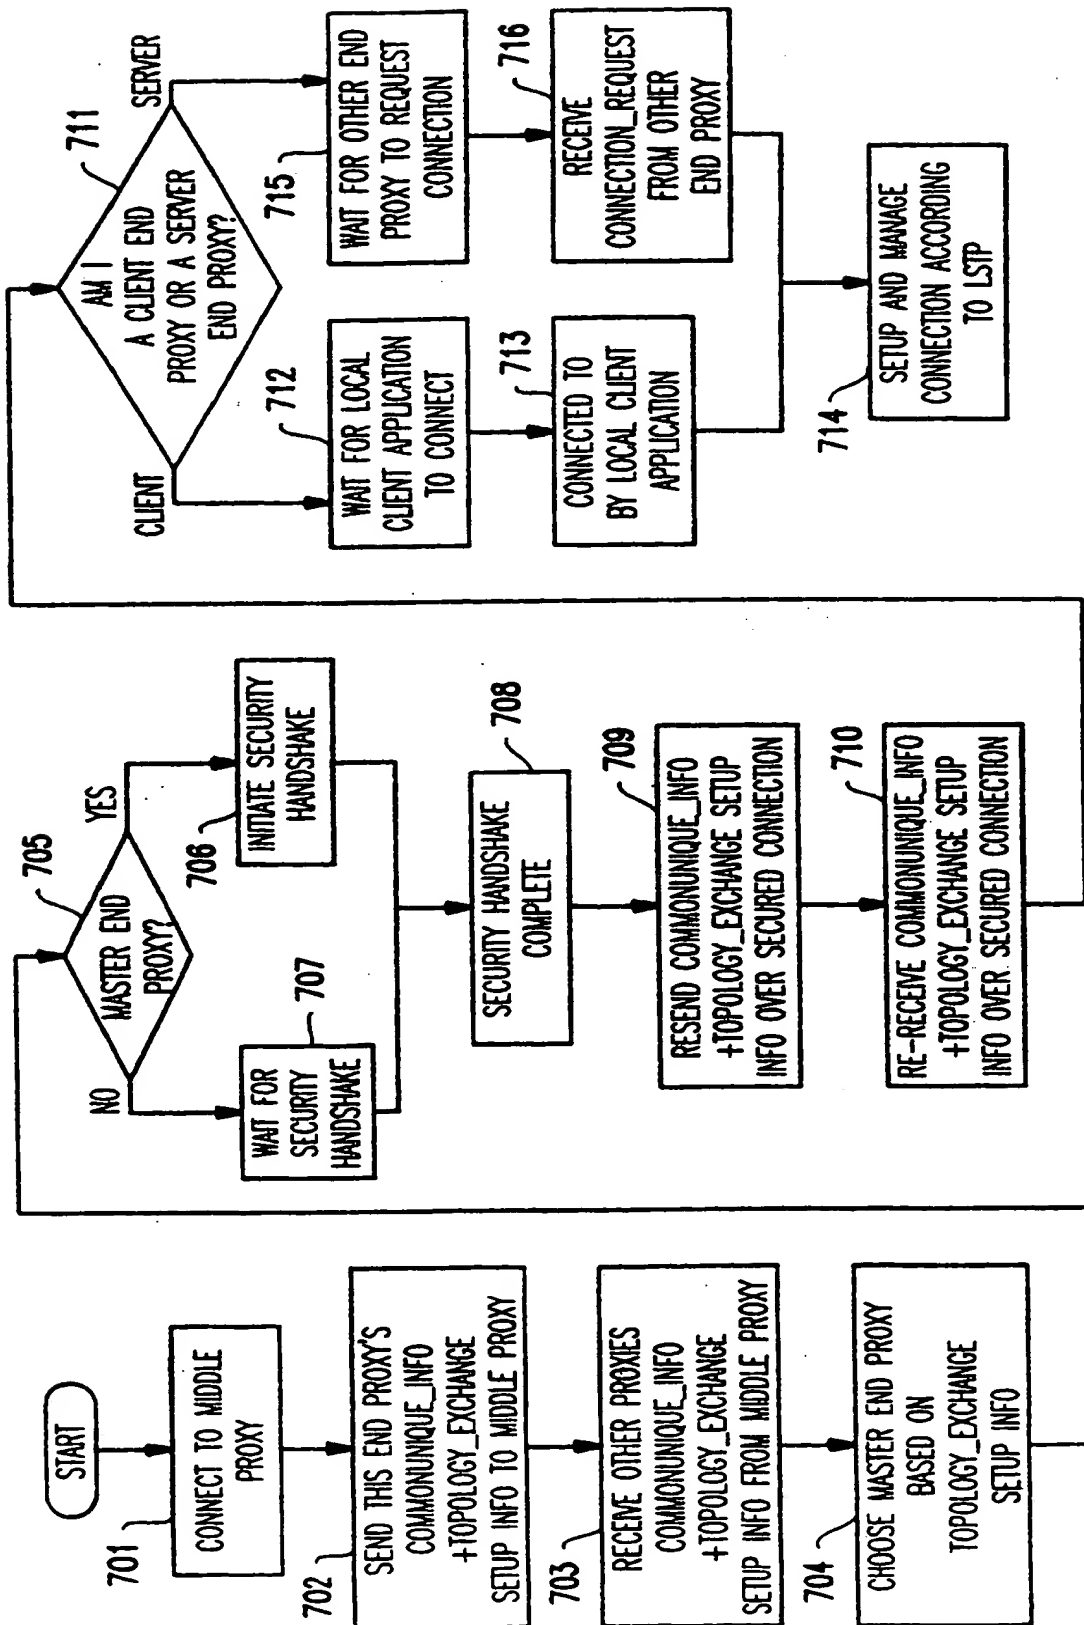 START
701
CONNECT TO MIDDLE
PROXY
702
SEND THIS END PROXY'S
COMMONUNIQUE_INFO
+TOPOLOGY_EXCHANGE
SETUP INFO TO MIDDLE PROXY
703
RECEIVE OTHER PROXIES
COMMONUNIQUE_INFO
+TOPOLOGY_EXCHANGE
SETUP INFO FROM MIDDLE PROXY
704
CHOOSE MASTER END PROXY
BASED ON
TOPOLOGY_EXCHANGE
SETUP INFO
705
MASTER END
PROXY?
NO
YES
706
INITIATE SECURITY
HANDSHAKE
707
WAIT FOR
SECURITY
HANDSHAKE
708
SECURITY HANDSHAKE
COMPLETE
709
RESEND COMMONUNIQUE_INFO
+TOPOLOGY_EXCHANGE SETUP
INFO OVER SECURED CONNECTION
710
RE-RECEIVE COMMONUNIQUE_INFO
+TOPOLOGY_EXCHANGE SETUP
INFO OVER SECURED CONNECTION
711
AM I
A CLIENT END
PROXY OR A SERVER
END PROXY?
CLIENT
SERVER
712
WAIT FOR LOCAL
CLIENT APPLICATION
TO CONNECT
713
CONNECTED TO
BY LOCAL CLIENT
APPLICATION
715
WAIT FOR OTHER END
PROXY TO REQUEST
CONNECTION
716
RECEIVE
CONNECTION_REQUEST
FROM OTHER
END PROXY
714
SETUP AND MANAGE
CONNECTION ACCORDING
TO LSTP